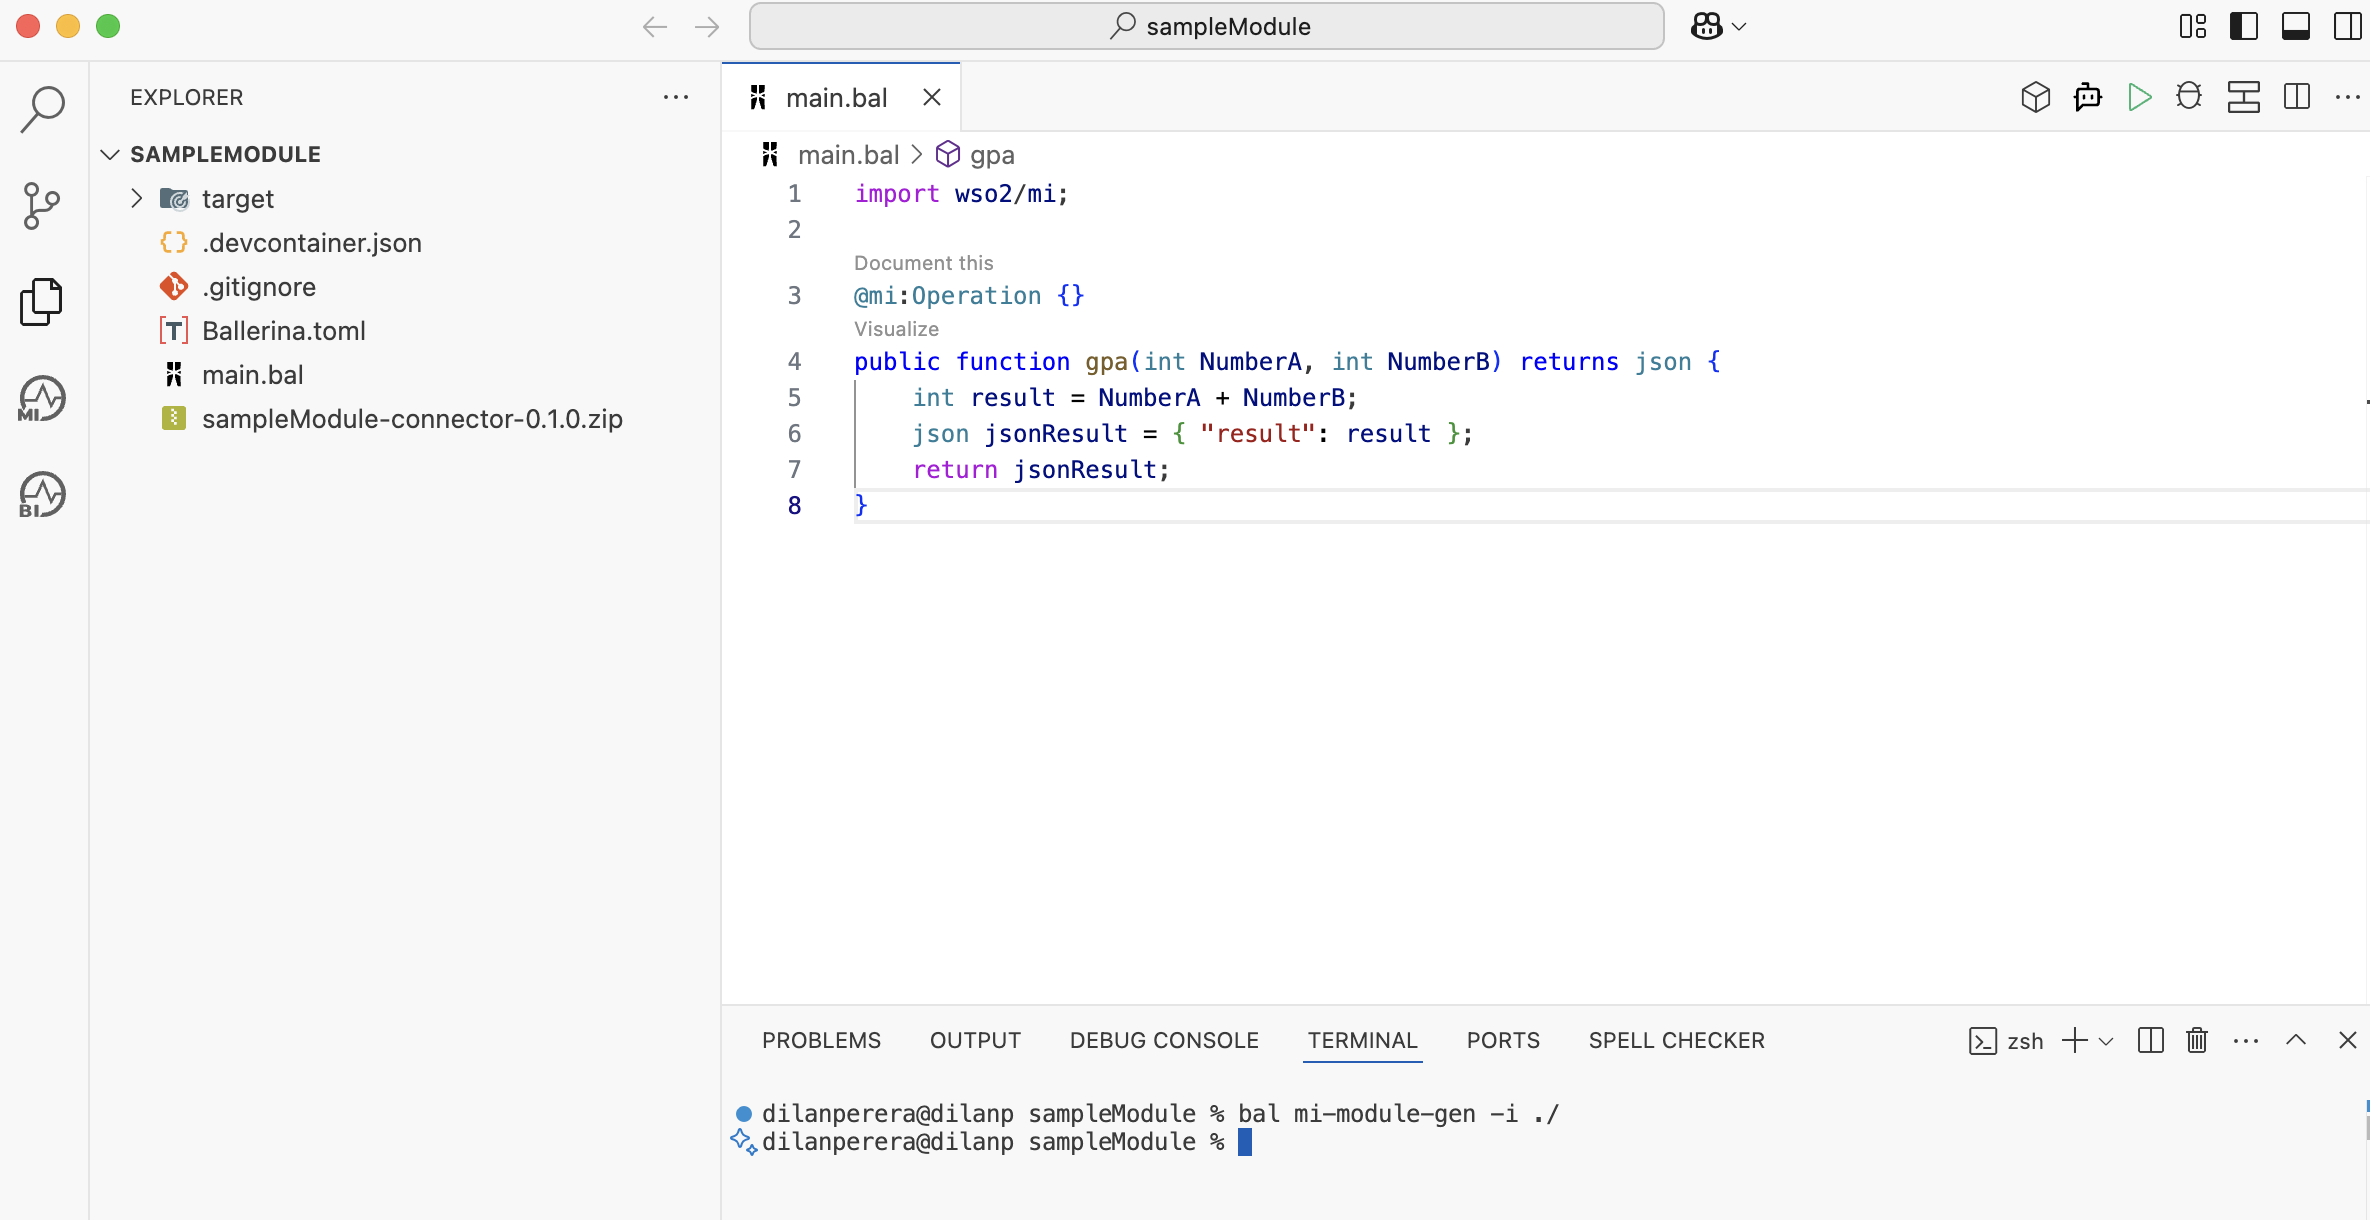 sampleModule
EXPLORER
SAMPLEMODULE
target
.devcontainer.json
.gitignore
Ballerina.toml
main.bal
sampleModule-connector-0.1.0.zip
MI
BI
main.bal
main.bal > gpa
1 import wso2/mi;
2
Document this
3 @mi:Operation {}
Visualize
4 public function gpa(int NumberA, int NumberB) returns json {
5     int result = NumberA + NumberB;
6     json jsonResult = { "result": result };
7     return jsonResult;
8 }
PROBLEMS OUTPUT DEBUG CONSOLE TERMINAL PORTS SPELL CHECKER zsh
dilanperera@dilanp sampleModule % bal mi-module-gen -i ./
dilanperera@dilanp sampleModule %